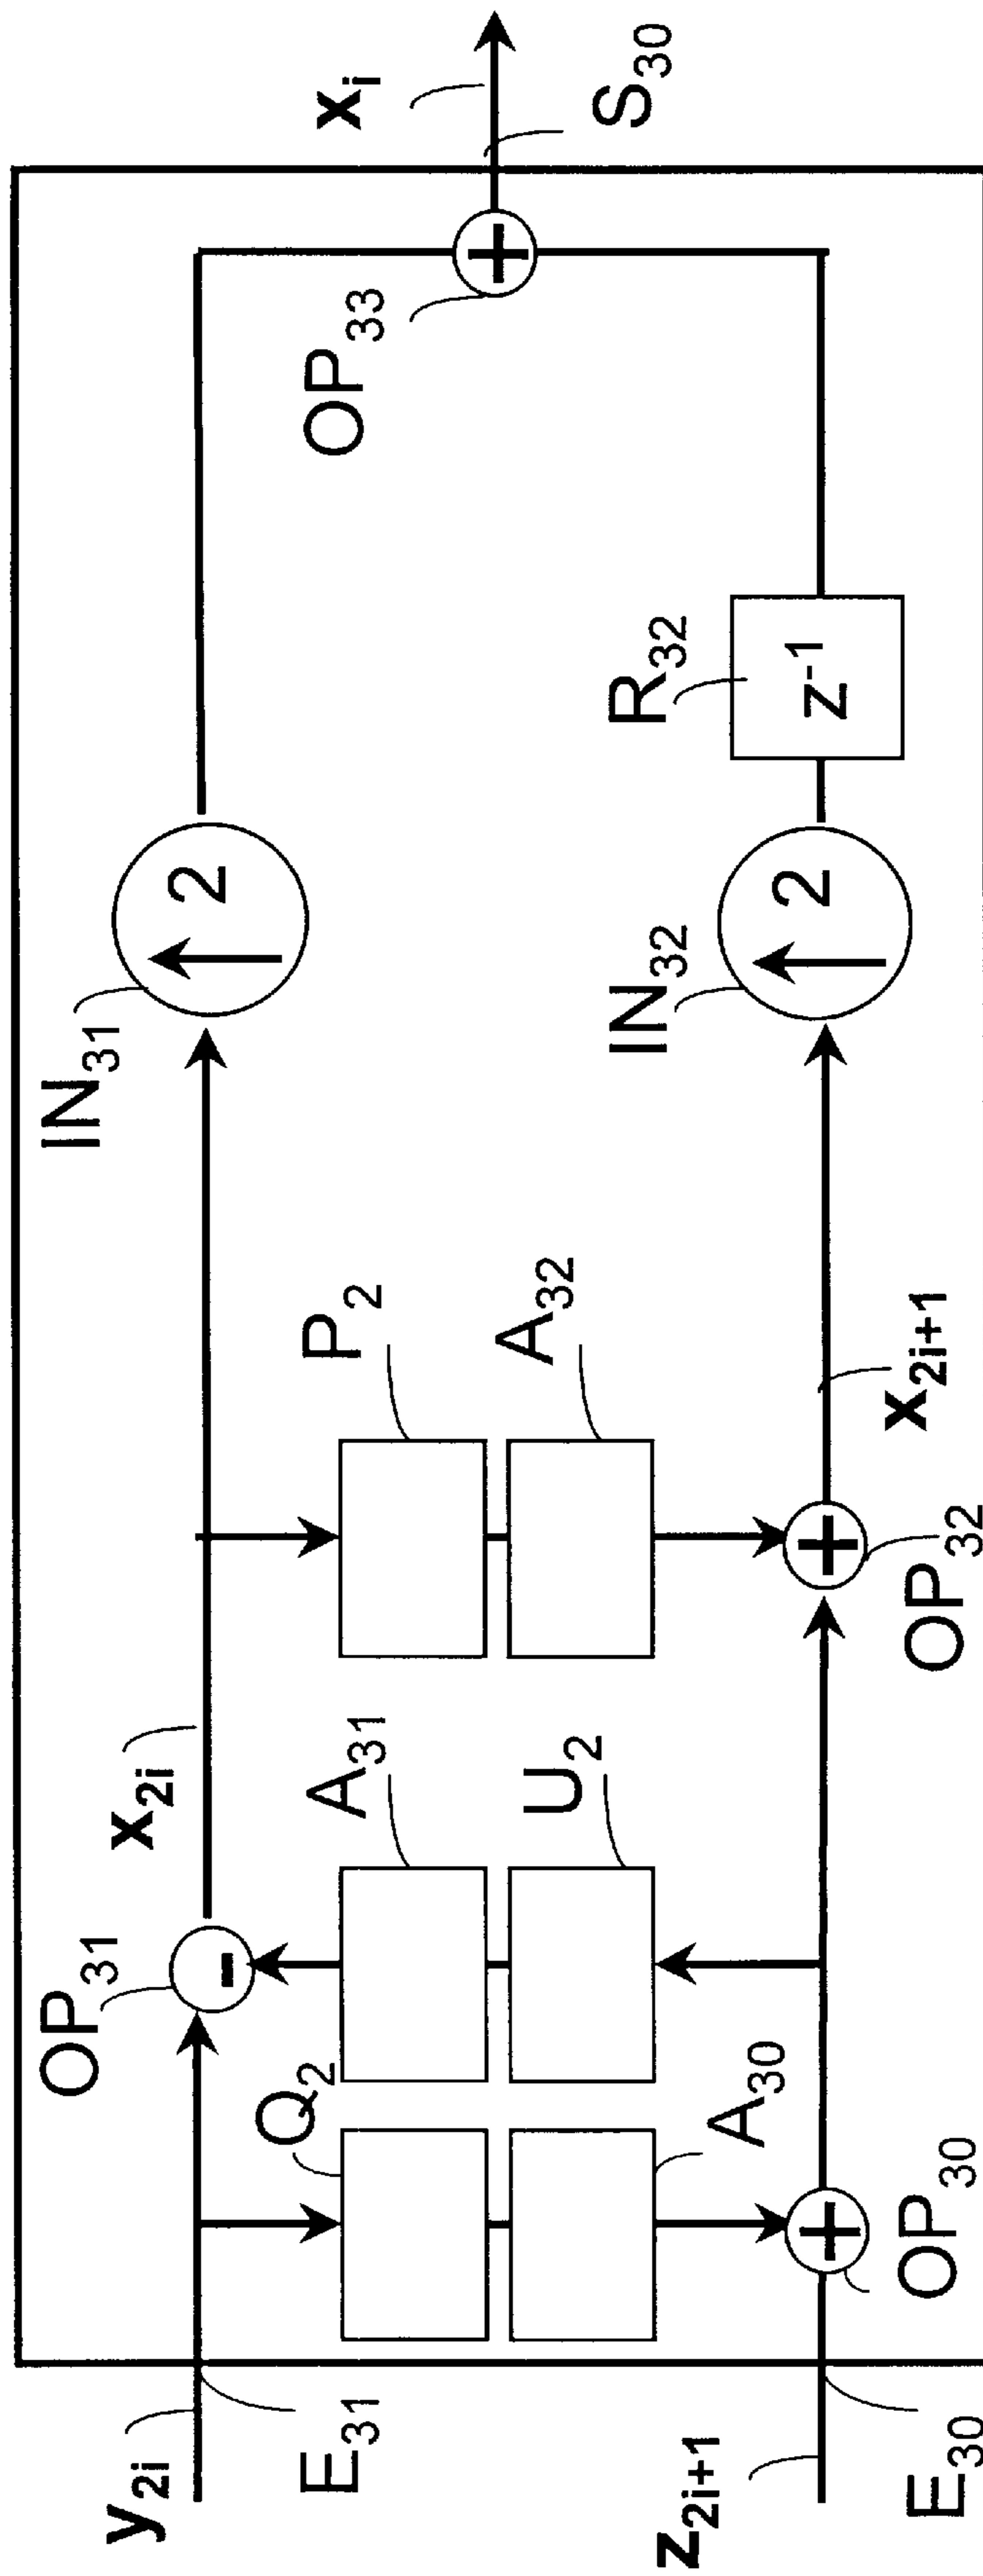 y2i
E31
z2i+1
E30
Q2
A30
OP30
OP31
-
+
A31
U2
x2i
P2
A32
+
OP32
x2i+1
IN31
↑ 2
IN32
↑ 2
R32
z-1
OP33
+
xi
S30